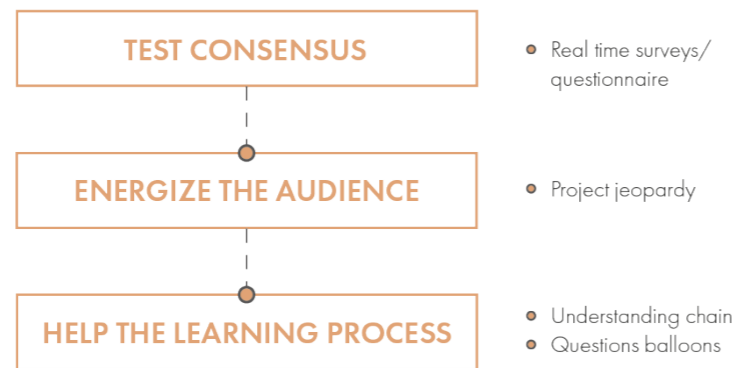 TEST CONSENSUS
Real time surveys/
questionnaire
ENERGIZE THE AUDIENCE
Project jeopardy
HELP THE LEARNING PROCESS
Understanding chain
Questions balloons